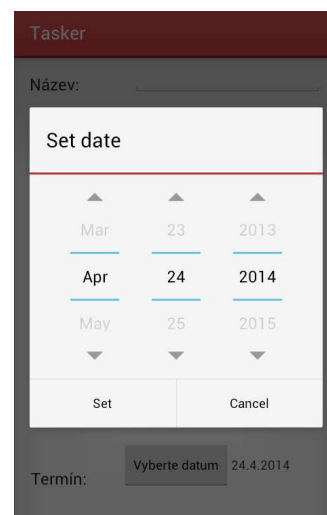 Tasker
Název:
Set date
Mar 23 2013
Apr 24 2014
May 25 2015
Set Cancel
Termín: Vyberte datum 24.4.2014